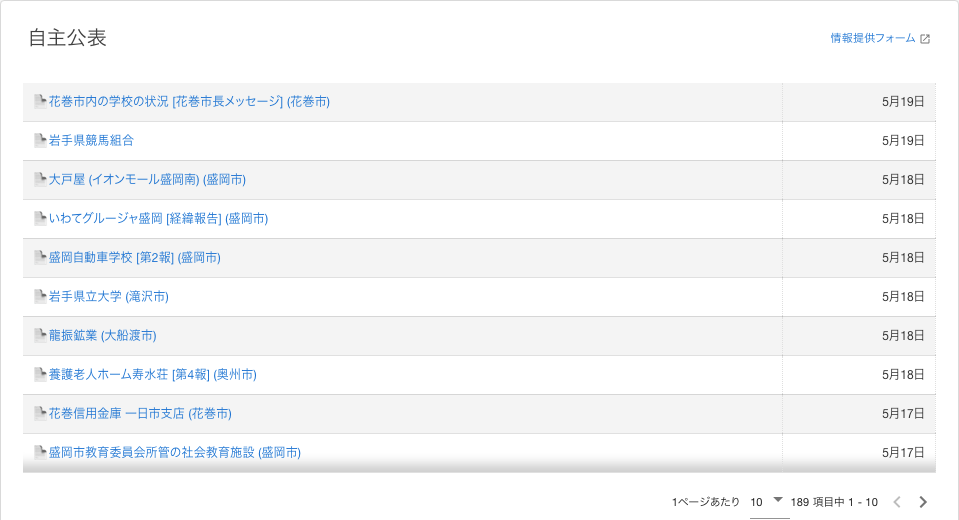 自主公表
情報提供フォーム
花巻市内の学校の状況 [花巻市長メッセージ] (花巻市) 5月19日
岩手県競馬組合 5月19日
大戸屋 (イオンモール盛岡南) (盛岡市) 5月18日
いわてグルージャ盛岡 [経緯報告] (盛岡市) 5月18日
盛岡自動車学校 [第2報] (盛岡市) 5月18日
岩手県立大学 (滝沢市) 5月18日
龍振鉱業 (大船渡市) 5月18日
養護老人ホーム寿水荘 [第4報] (奥州市) 5月18日
花巻信用金庫 一日市支店 (花巻市) 5月17日
盛岡市教育委員会所管の社会教育施設 (盛岡市) 5月17日
1ページあたり 10 189 項目中 1 - 10